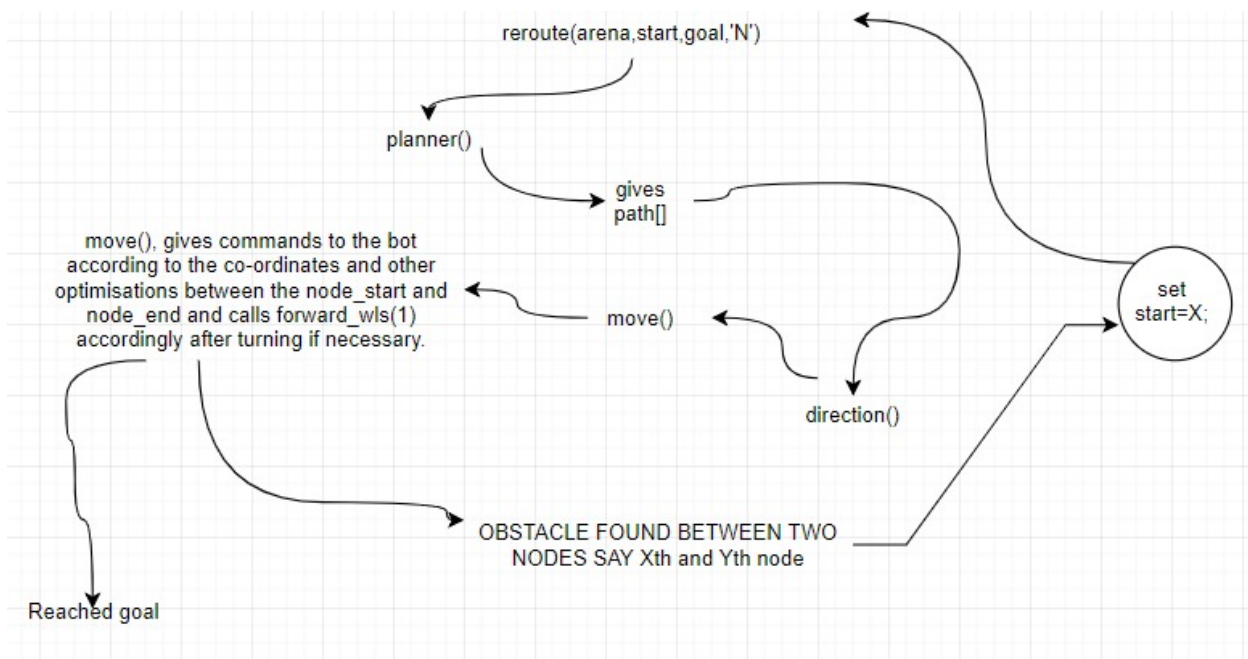 reroute(arena,start,goal,'N')
planner()
gives
path[]
move(), gives commands to the bot
according to the co-ordinates and other
optimisations between the node_start and
node_end and calls forward_wls(1)
accordingly after turning if necessary.
move()
set
start=X;
direction()
OBSTACLE FOUND BETWEEN TWO
NODES SAY Xth and Yth node
Reached goal